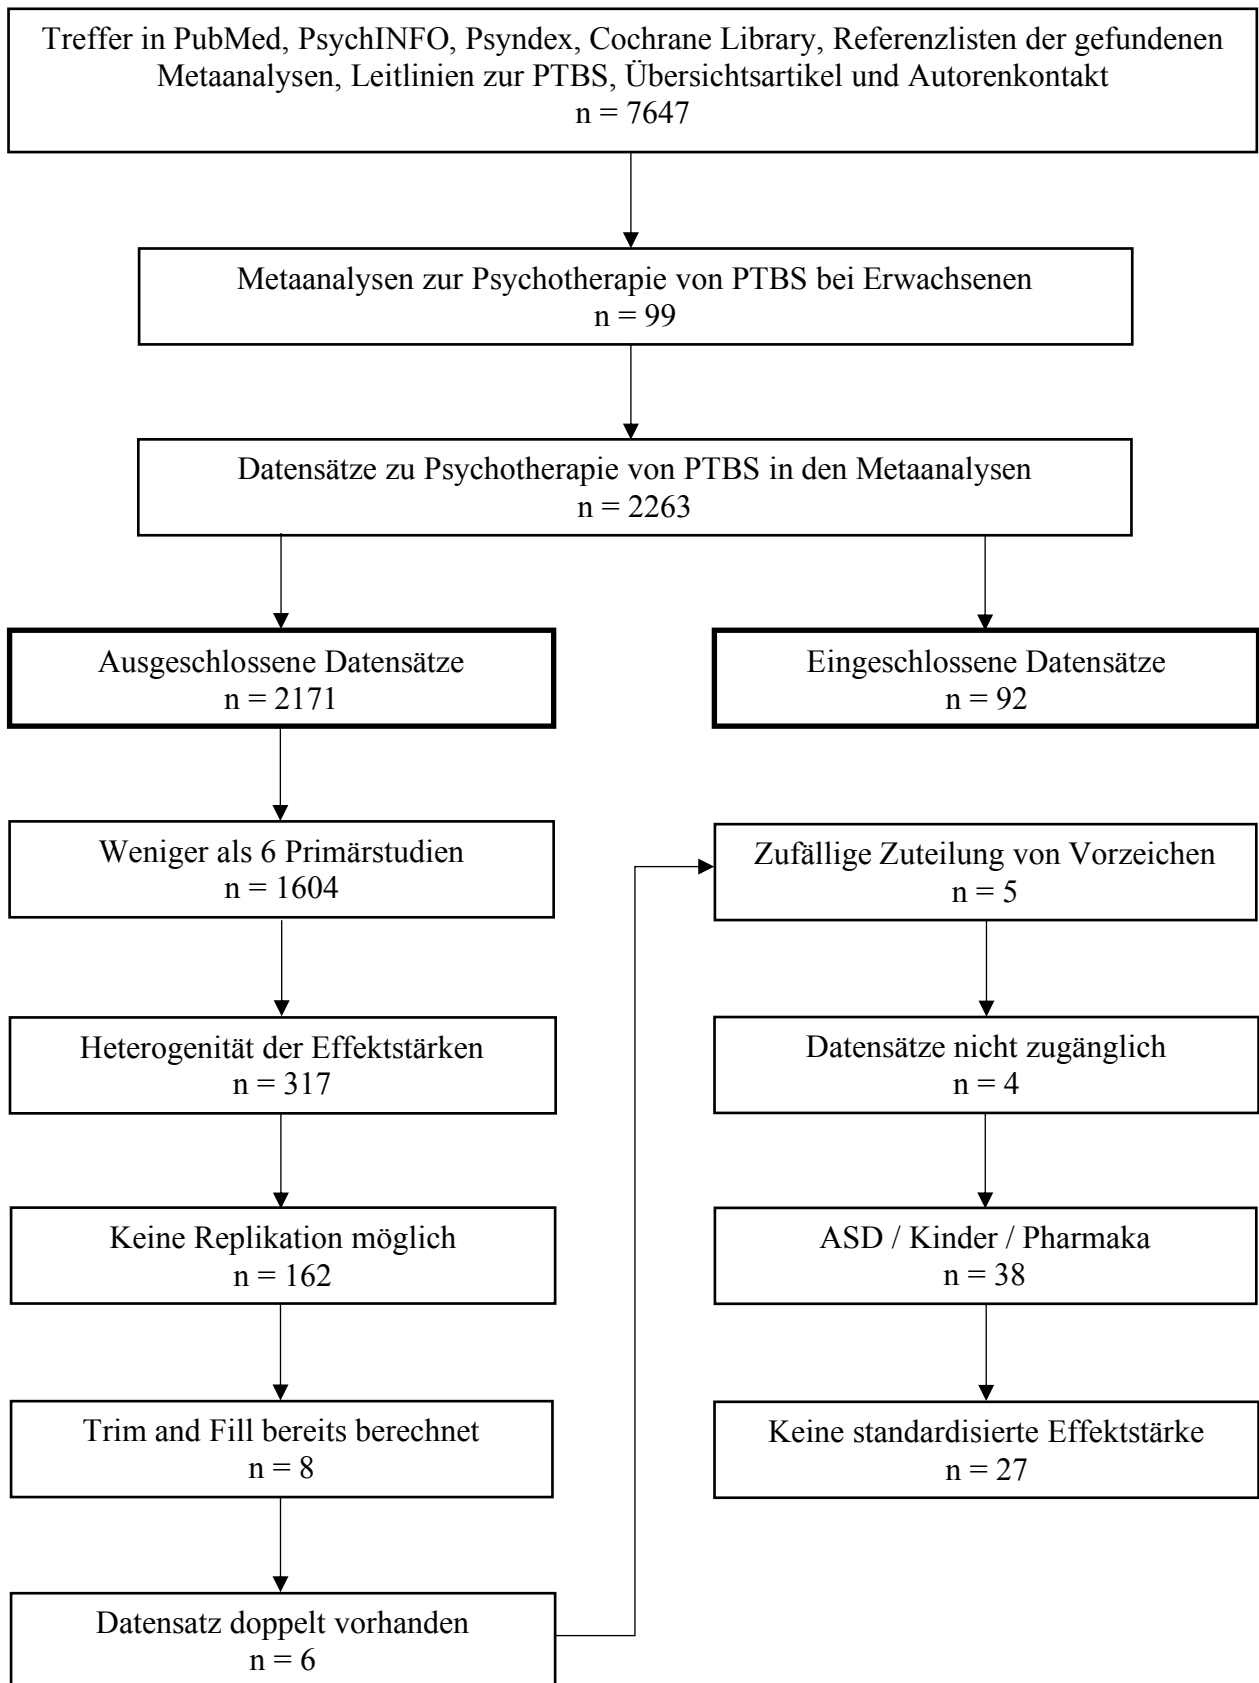 Treffer in PubMed, PsychINFO, Psyndex, Cochrane Library, Referenzlisten der gefundenen
Metaanalysen, Leitlinien zur PTBS, Übersichtsartikel und Autorenkontakt
n = 7647
Metaanalysen zur Psychotherapie von PTBS bei Erwachsenen
n = 99
Datensätze zu Psychotherapie von PTBS in den Metaanalysen
n = 2263
Ausgeschlossene Datensätze
n = 2171
Eingeschlossene Datensätze
n = 92
Weniger als 6 Primärstudien
n = 1604
Heterogenität der Effektstärken
n = 317
Keine Replikation möglich
n = 162
Trim and Fill bereits berechnet
n = 8
Datensatz doppelt vorhanden
n = 6
Zufällige Zuteilung von Vorzeichen
n = 5
Datensätze nicht zugänglich
n = 4
ASD / Kinder / Pharmaka
n = 38
Keine standardisierte Effektstärke
n = 27